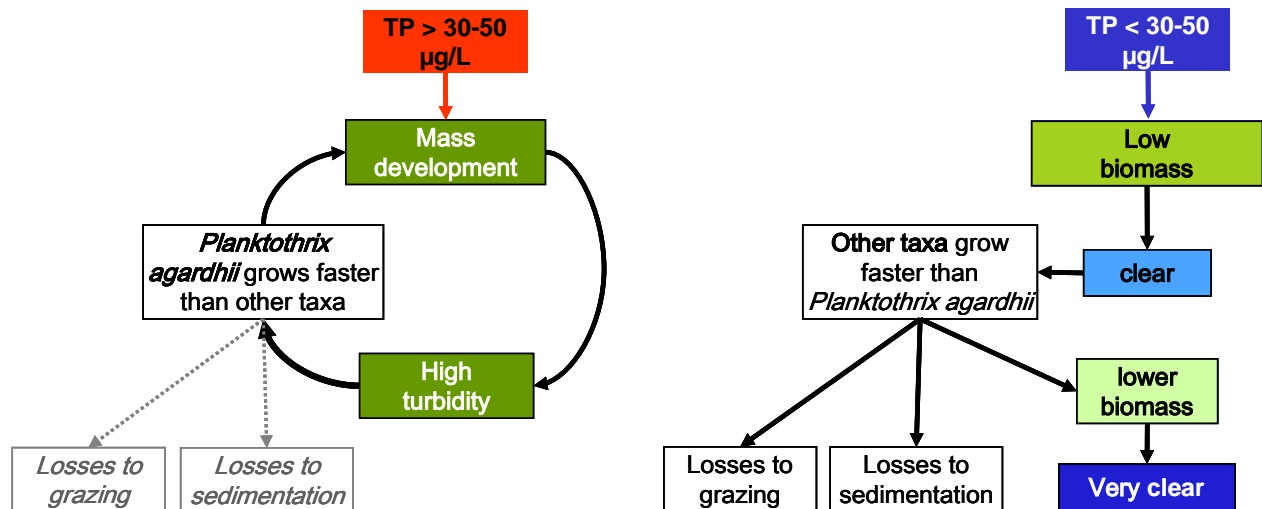 TP > 30-50
µg/L
Mass
development
Planktothrix
agardhii grows faster
than other taxa
High
turbidity
Losses to
grazing
Losses to
sedimentation
TP < 30-50
µg/L
Low
biomass
clear
Other taxa grow
faster than
Planktothrix agardhii
lower
biomass
Losses to
grazing
Losses to
sedimentation
Very clear